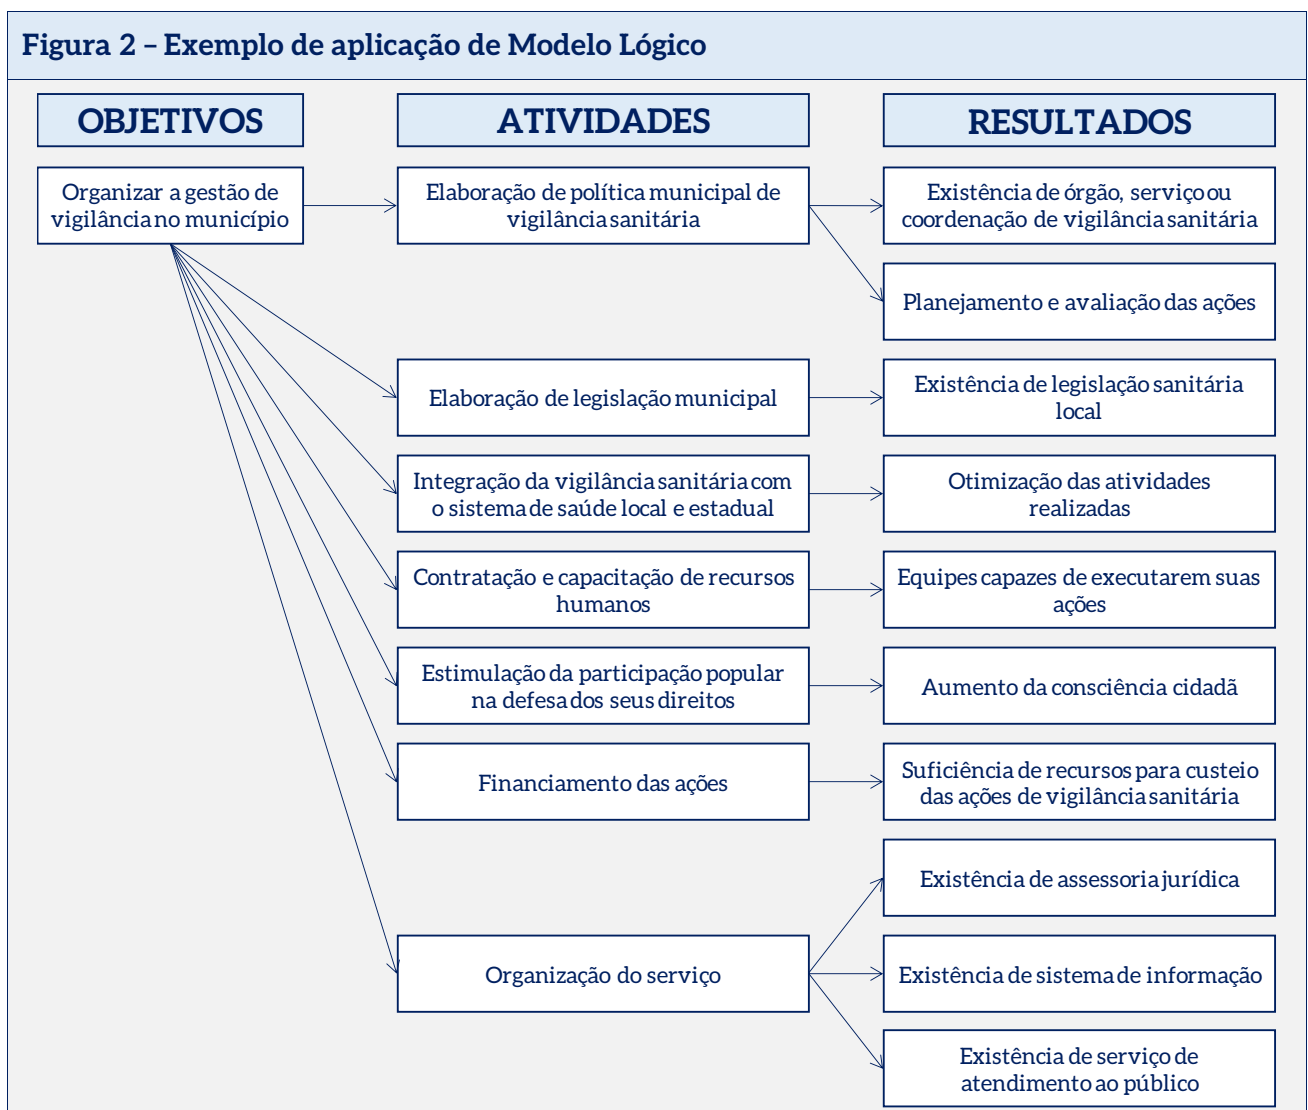 Figura 2 – Exemplo de aplicação de Modelo Lógico
OBJETIVOS
ATIVIDADES
RESULTADOS
Organizar a gestão de
vigilância no município
Elaboração de política municipal de
vigilância sanitária
Existência de órgão, serviço ou
coordenação de vigilância sanitária
Planejamento e avaliação das ações
Elaboração de legislação municipal
Existência de legislação sanitária
local
Integração da vigilância sanitária com
o sistema de saúde local e estadual
Otimização das atividades
realizadas
Contratação e capacitação de recursos
humanos
Equipes capazes de executarem suas
ações
Estimulação da participação popular
na defesa dos seus direitos
Aumento da consciência cidadã
Financiamento das ações
Suficiência de recursos para custeio
das ações de vigilância sanitária
Existência de assessoria jurídica
Organização do serviço
Existência de sistema de informação
Existência de serviço de
atendimento ao público